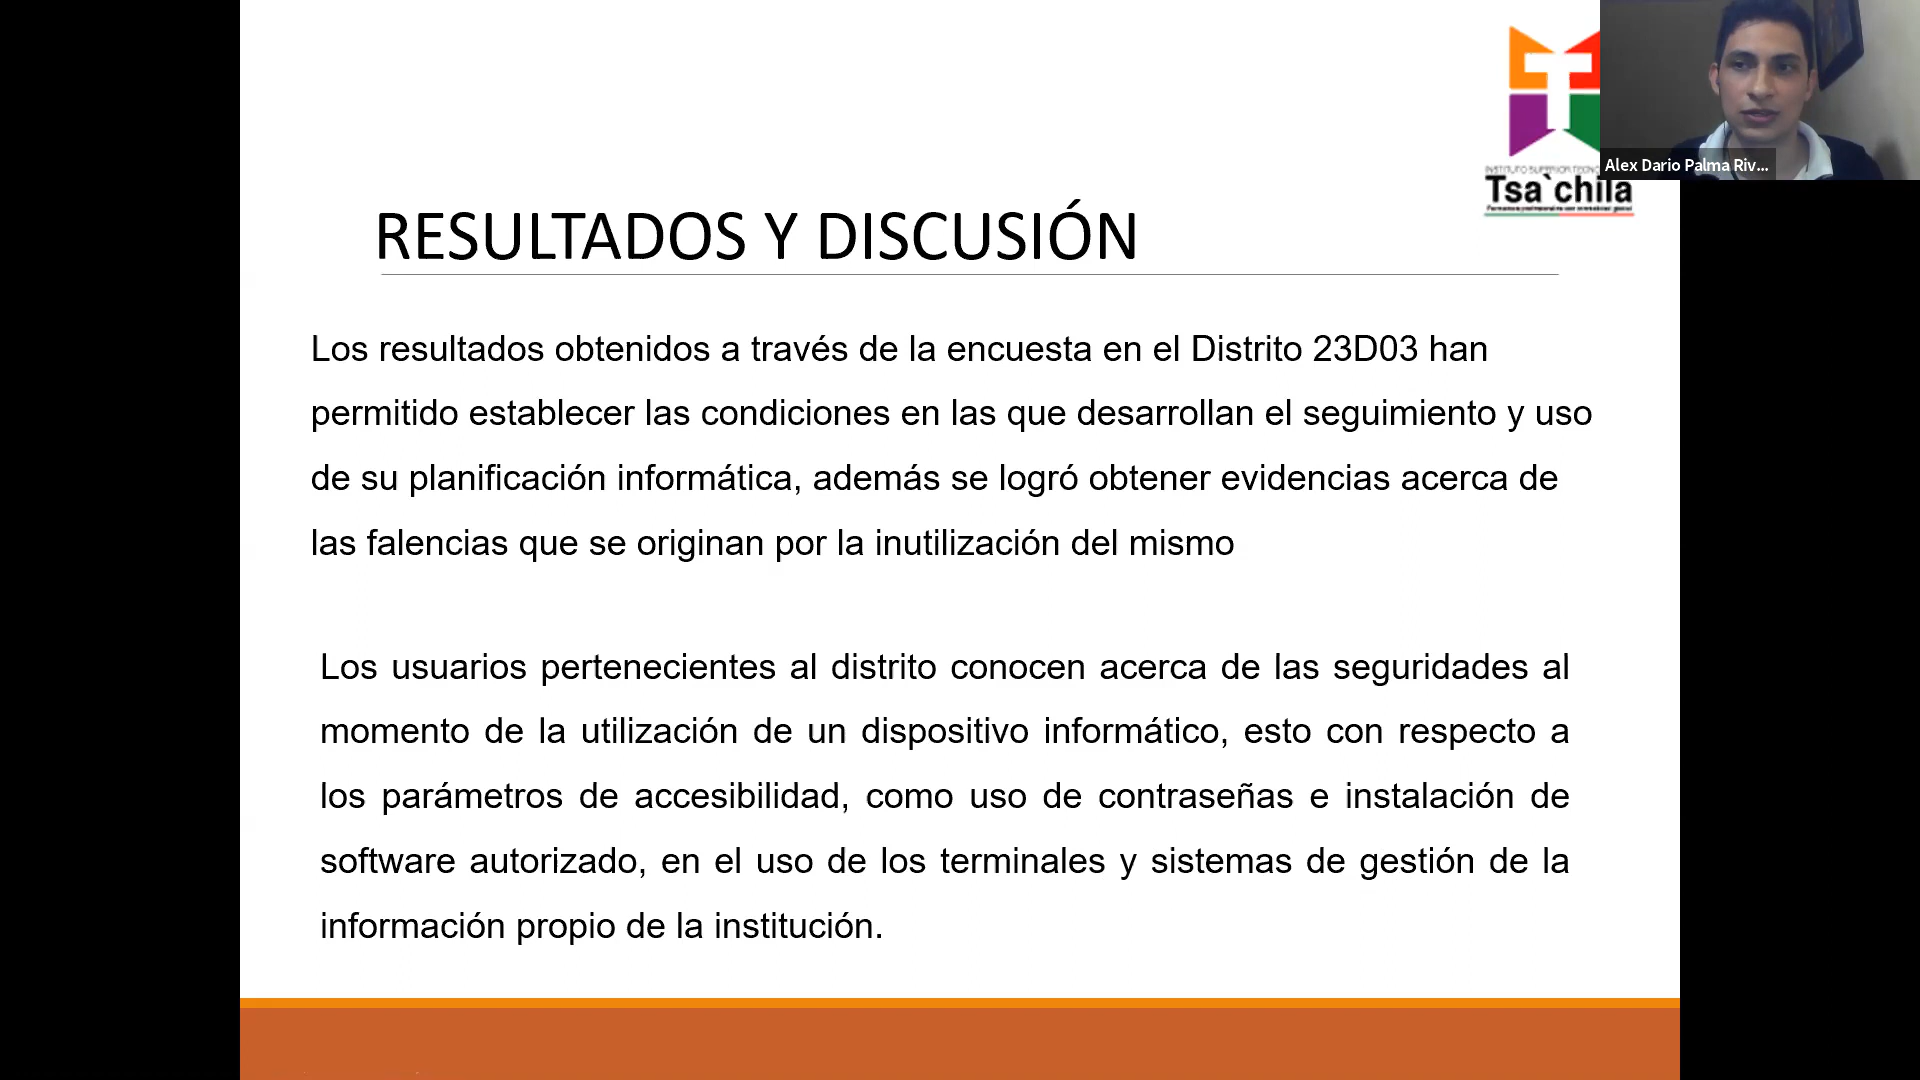 INSTITUTO SUPERIOR TECNO
Tsa`chila
Alex Dario Palma Riv...
RESULTADOS Y DISCUSIÓN
Los resultados obtenidos a través de la encuesta en el Distrito 23D03 han
permitido establecer las condiciones en las que desarrollan el seguimiento y uso
de su planificación informática, además se logró obtener evidencias acerca de
las falencias que se originan por la inutilización del mismo
Los usuarios pertenecientes al distrito conocen acerca de las seguridades al
momento de la utilización de un dispositivo informático, esto con respecto a
los parámetros de accesibilidad, como uso de contraseñas e instalación de
software autorizado, en el uso de los terminales y sistemas de gestión de la
información propio de la institución.